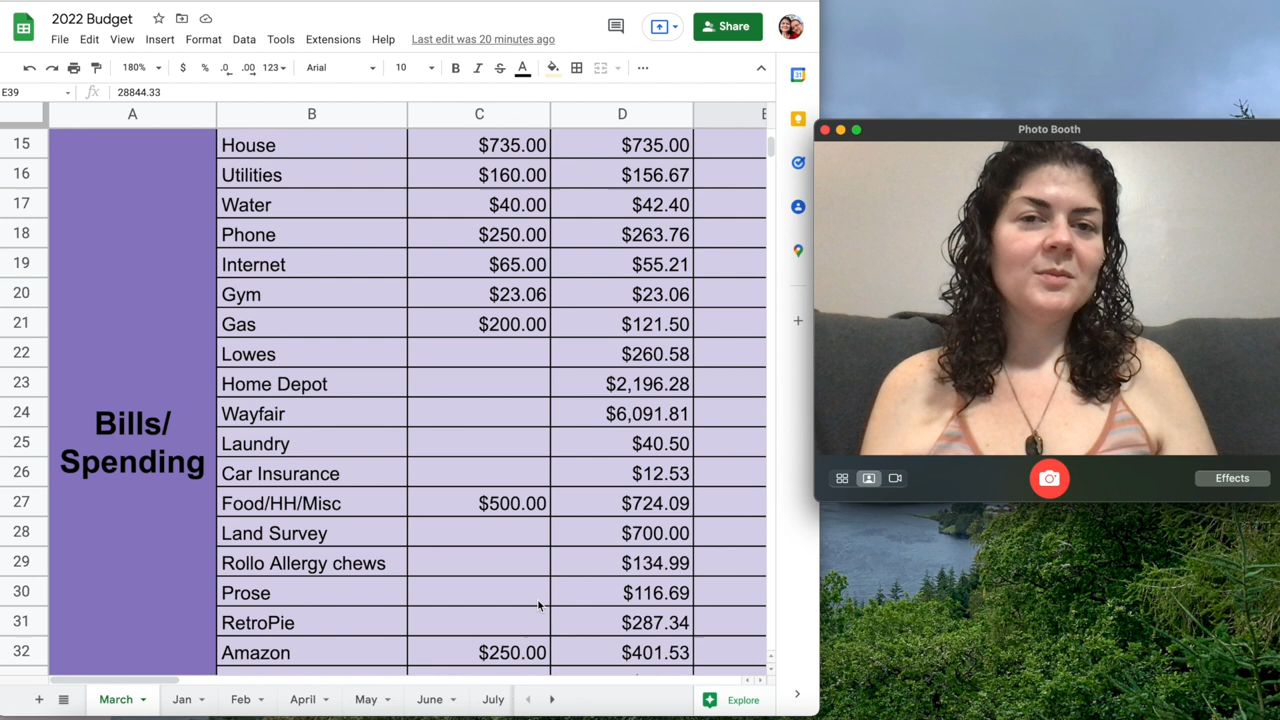 2022 Budget
Share
File Edit View Insert Format Data Tools Extensions Help Last edit was 20 minutes ago
180% $ % .0 .00 123 Arial 10 B I S A
E39 fx 28844.33
A B C D E
15 House $735.00 $735.00
16 Utilities $160.00 $156.67
17 Water $40.00 $42.40
18 Phone $250.00 $263.76
19 Internet $65.00 $55.21
20 Gym $23.06 $23.06
21 Gas $200.00 $121.50
22 Lowes $260.58
23 Home Depot $2,196.28
24 Wayfair $6,091.81
25 Laundry $40.50
26 Car Insurance $12.53
27 Food/HH/Misc $500.00 $724.09
28 Land Survey $700.00
29 Rollo Allergy chews $134.99
30 Prose $116.69
31 RetroPie $287.34
32 Amazon $250.00 $401.53
Bills/
Spending
March Jan Feb April May June July Explore
31
Photo Booth
Effects